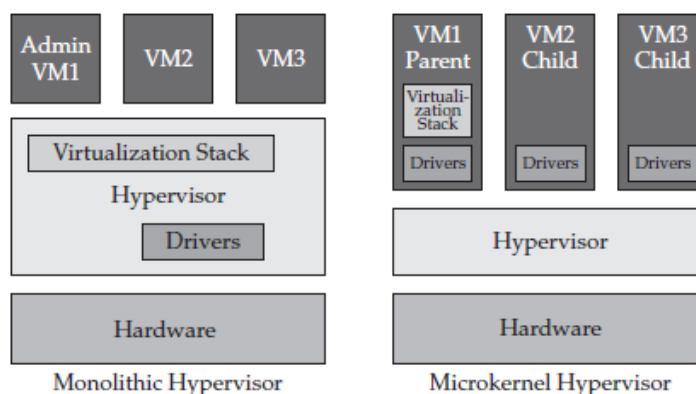 Admin
VM1
VM2
VM3
Virtualization Stack
Hypervisor
Drivers
Hardware
Monolithic Hypervisor
VM1
Parent
Virtuali-
zation
Stack
Drivers
VM2
Child
Drivers
VM3
Child
Drivers
Hypervisor
Hardware
Microkernel Hypervisor